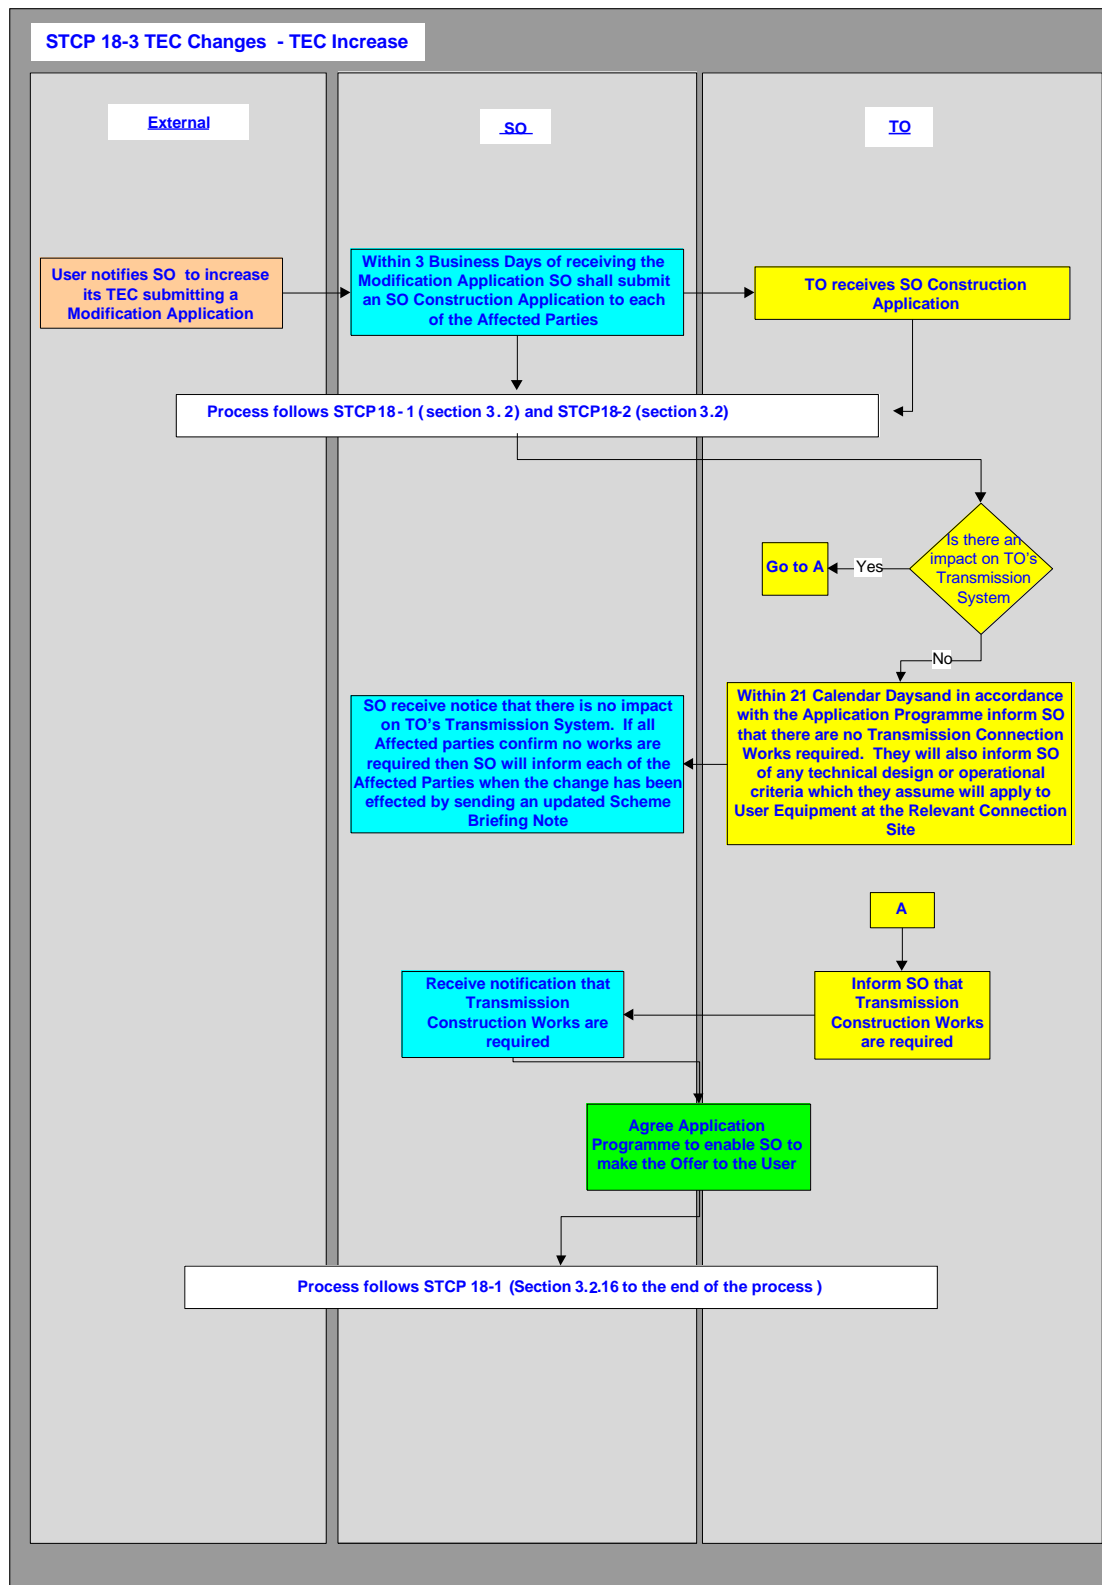 STCP 18-3 TEC Changes - TEC Increase
External
SO
TO
User notifies SO to increase
its TEC submitting a
Modification Application
Within 3 Business Days of receiving the
Modification Application SO shall submit
an SO Construction Application to each
of the Affected Parties
TO receives SO Construction
Application
Process follows STCP18-1 (section 3.2) and STCP18-2 (section 3.2)
Is there an
impact on TO's
Transmission
System
Yes
Go to A
No
Within 21 Calendar Daysand in accordance
with the Application Programme inform SO
that there are no Transmission Connection
Works required. They will also inform SO
of any technical design or operational
criteria which they assume will apply to
User Equipment at the Relevant Connection
Site
SO receive notice that there is no impact
on TO's Transmission System. If all
Affected parties confirm no works are
required then SO will inform each of the
Affected Parties when the change has been
effected by sending an updated Scheme
Briefing Note
A
Inform SO that
Transmission
Construction Works
are required
Receive notification that
Transmission
Construction Works are
required
Agree Application
Programme to enable SO to
make the Offer to the User
Process follows STCP 18-1 (Section 3.2.16 to the end of the process )